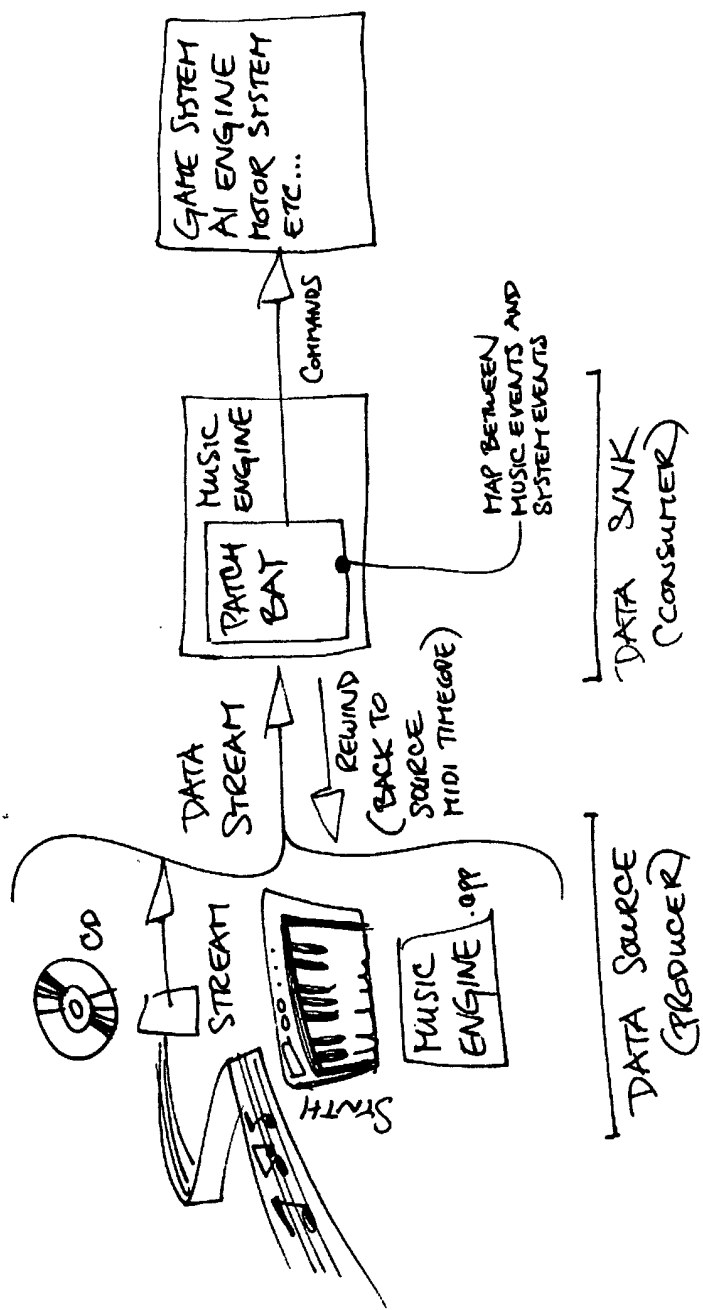 CD
STREAM
SYNTH
MUSIC
ENGINE .app
DATA SOURCE
(PRODUCER)
DATA
STREAM
REWIND
(BACK TO
SOURCE
MIDI TIMECODE)
MUSIC
ENGINE
PATCH
BAY
MAP BETWEEN
MUSIC EVENTS AND
SYSTEM EVENTS
DATA SINK
(CONSUMER)
COMMANDS
GAME SYSTEM
AI ENGINE
MOTOR SYSTEM
ETC...